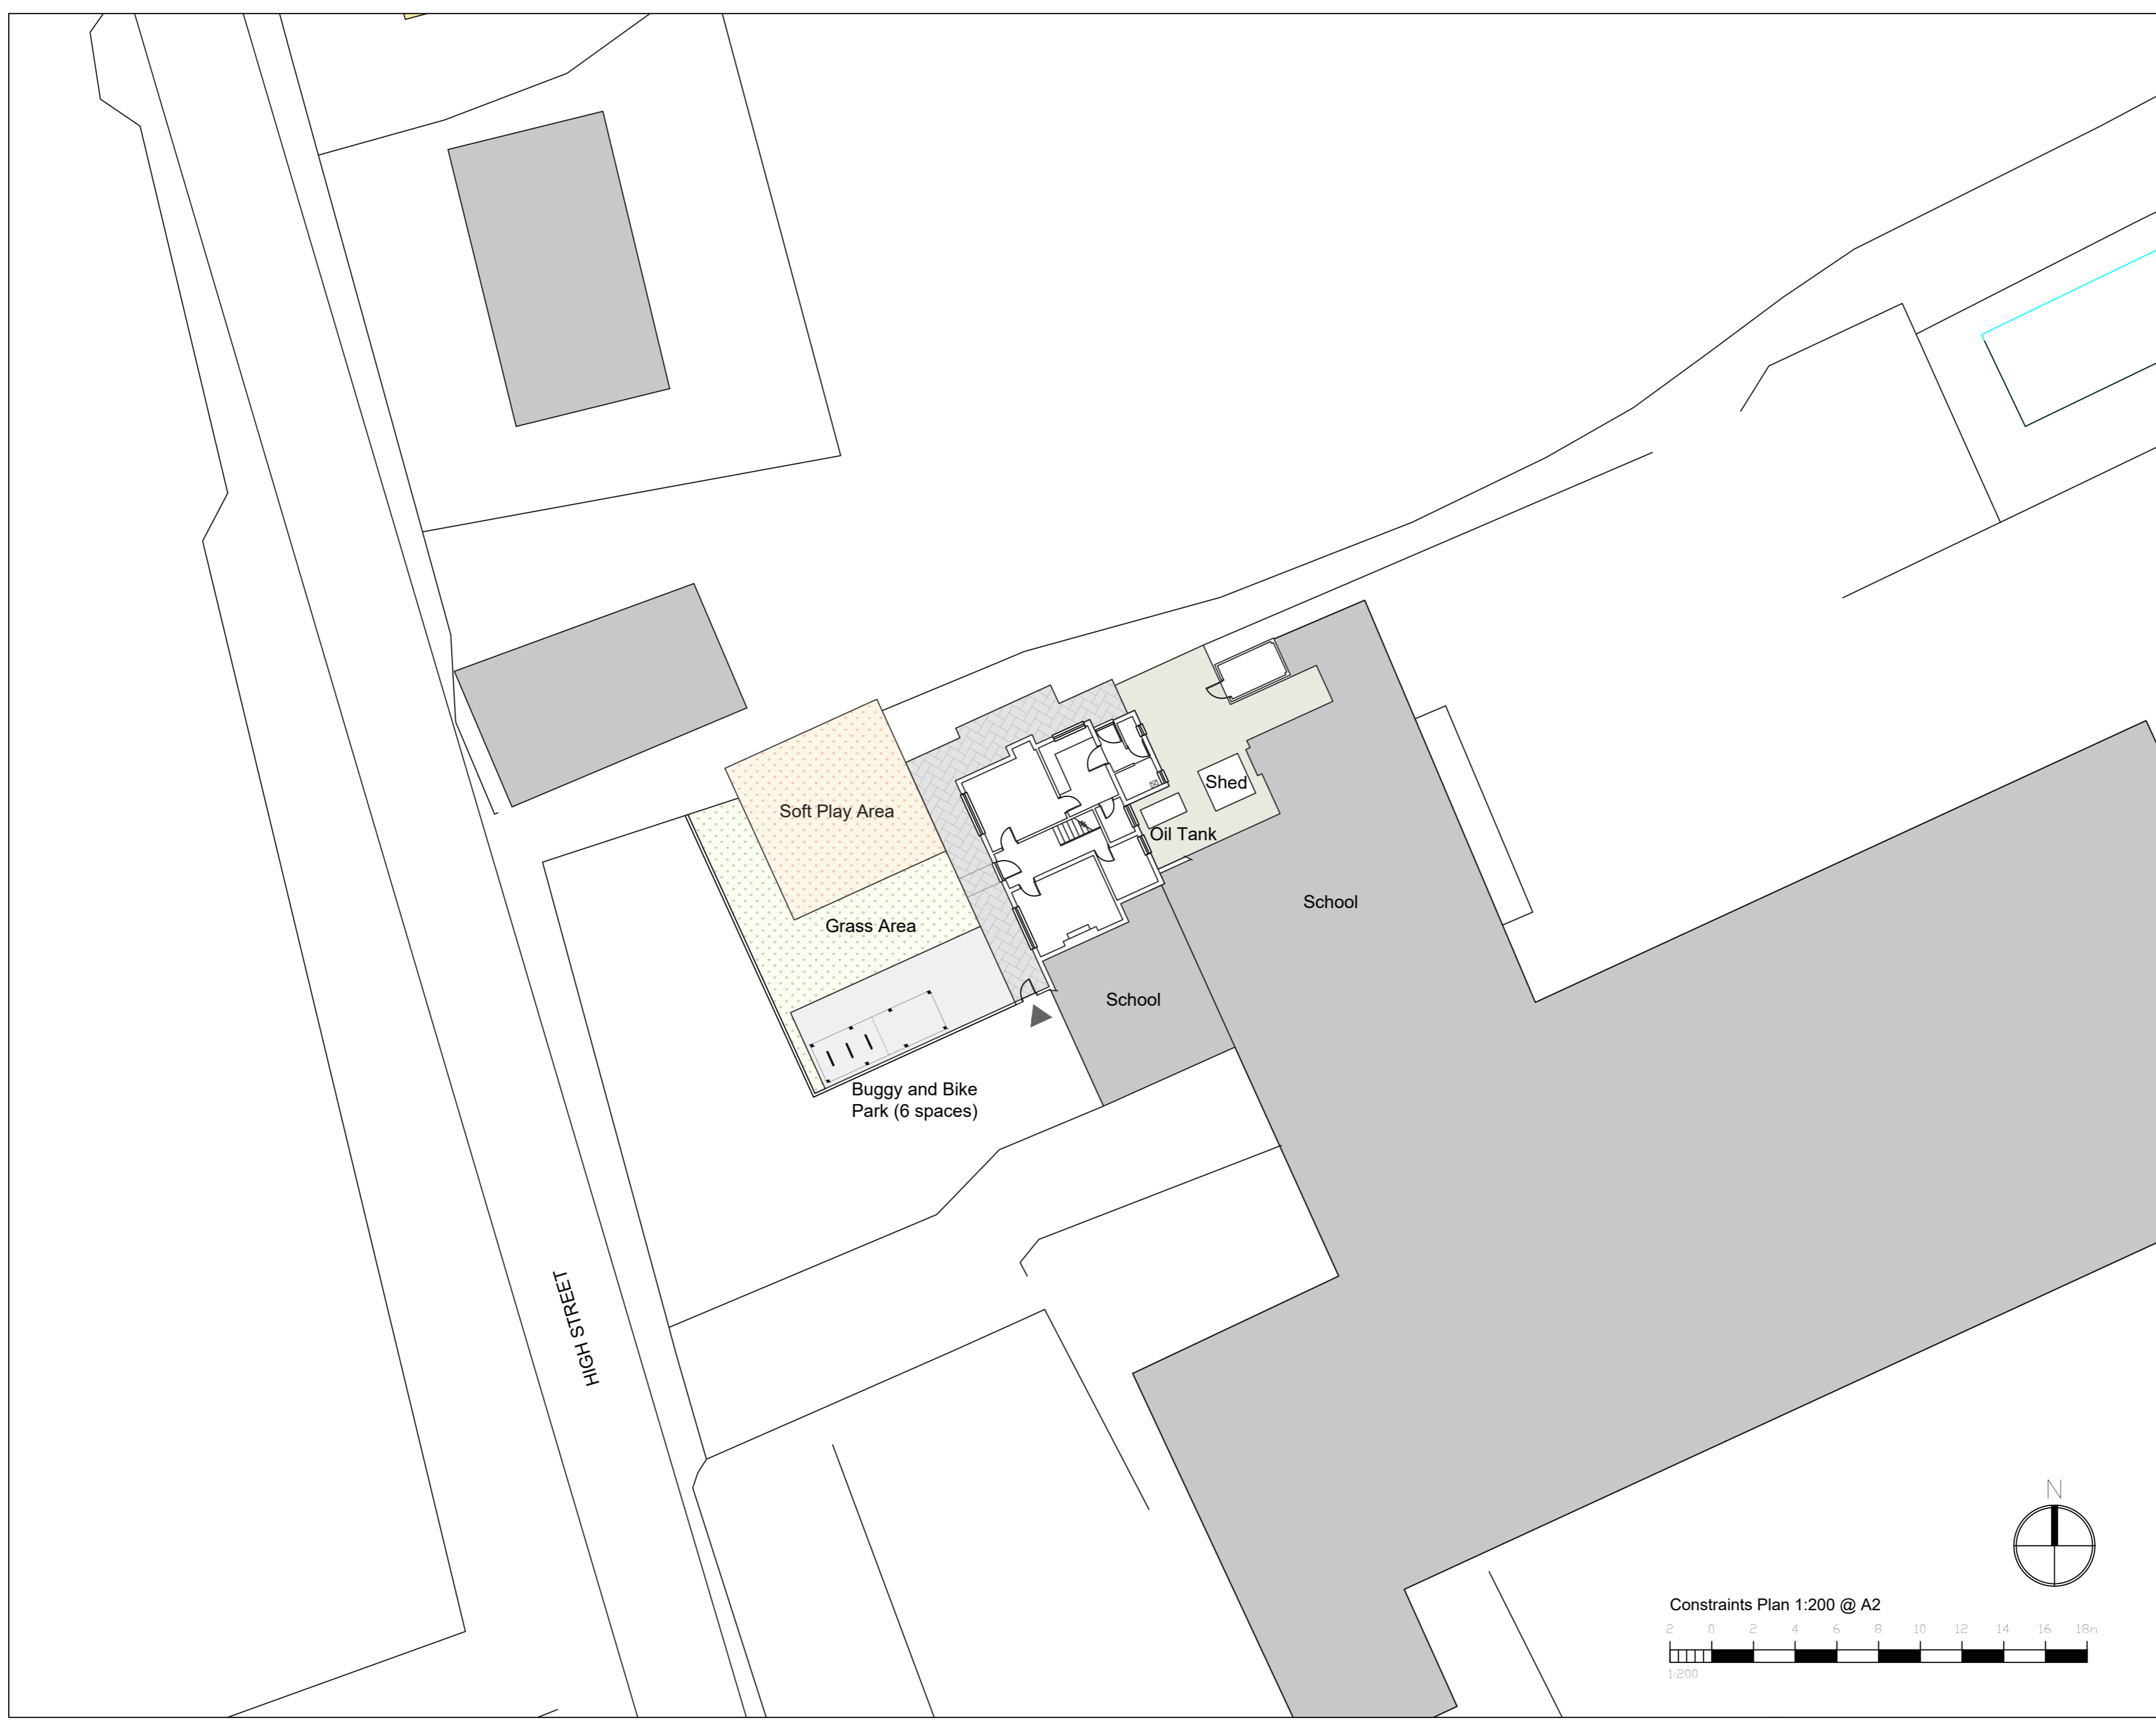 Soft Play Area
Shed
Oil Tank
School
Grass Area
School
Buggy and Bike
Park (6 spaces)
HIGH STREET
N
Constraints Plan 1:200 @ A2
2 0 2 4 6 8 10 12 14 16 18m
1:200